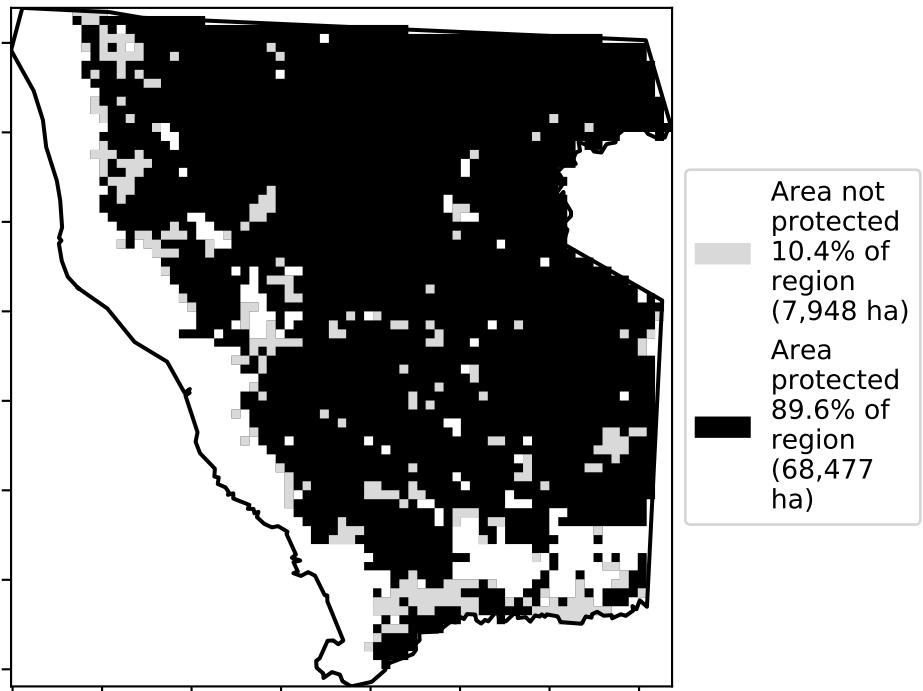 Area not
protected
10.4% of
region
(7,948 ha)
Area
protected
89.6% of
region
(68,477
ha)